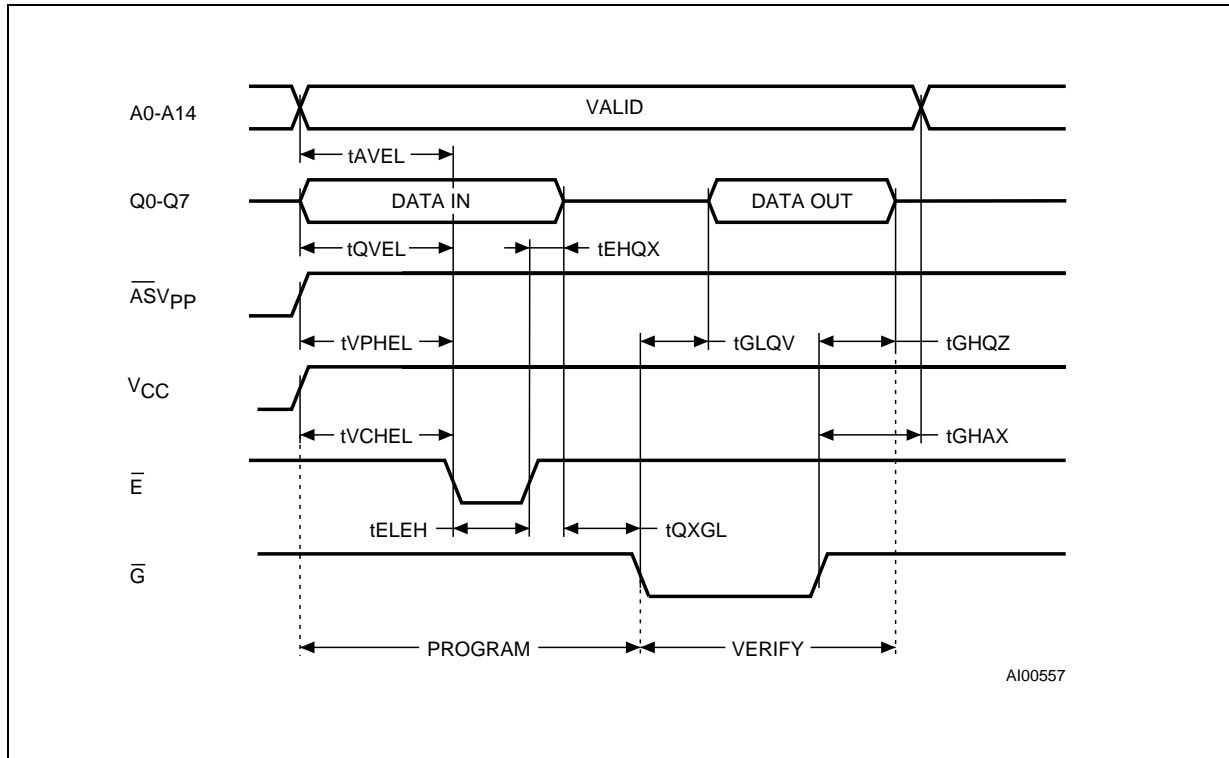 A0-A14
VALID
tAVEL
Q0-Q7
DATA IN
DATA OUT
tQVEL
tEHQX
A̅S̅VPP
tVPHEL
tGLQV
tGHQZ
VCC
tVCHEL
tGHAX
E̅
tELEH
tQXGL
G̅
PROGRAM
VERIFY
AI00557